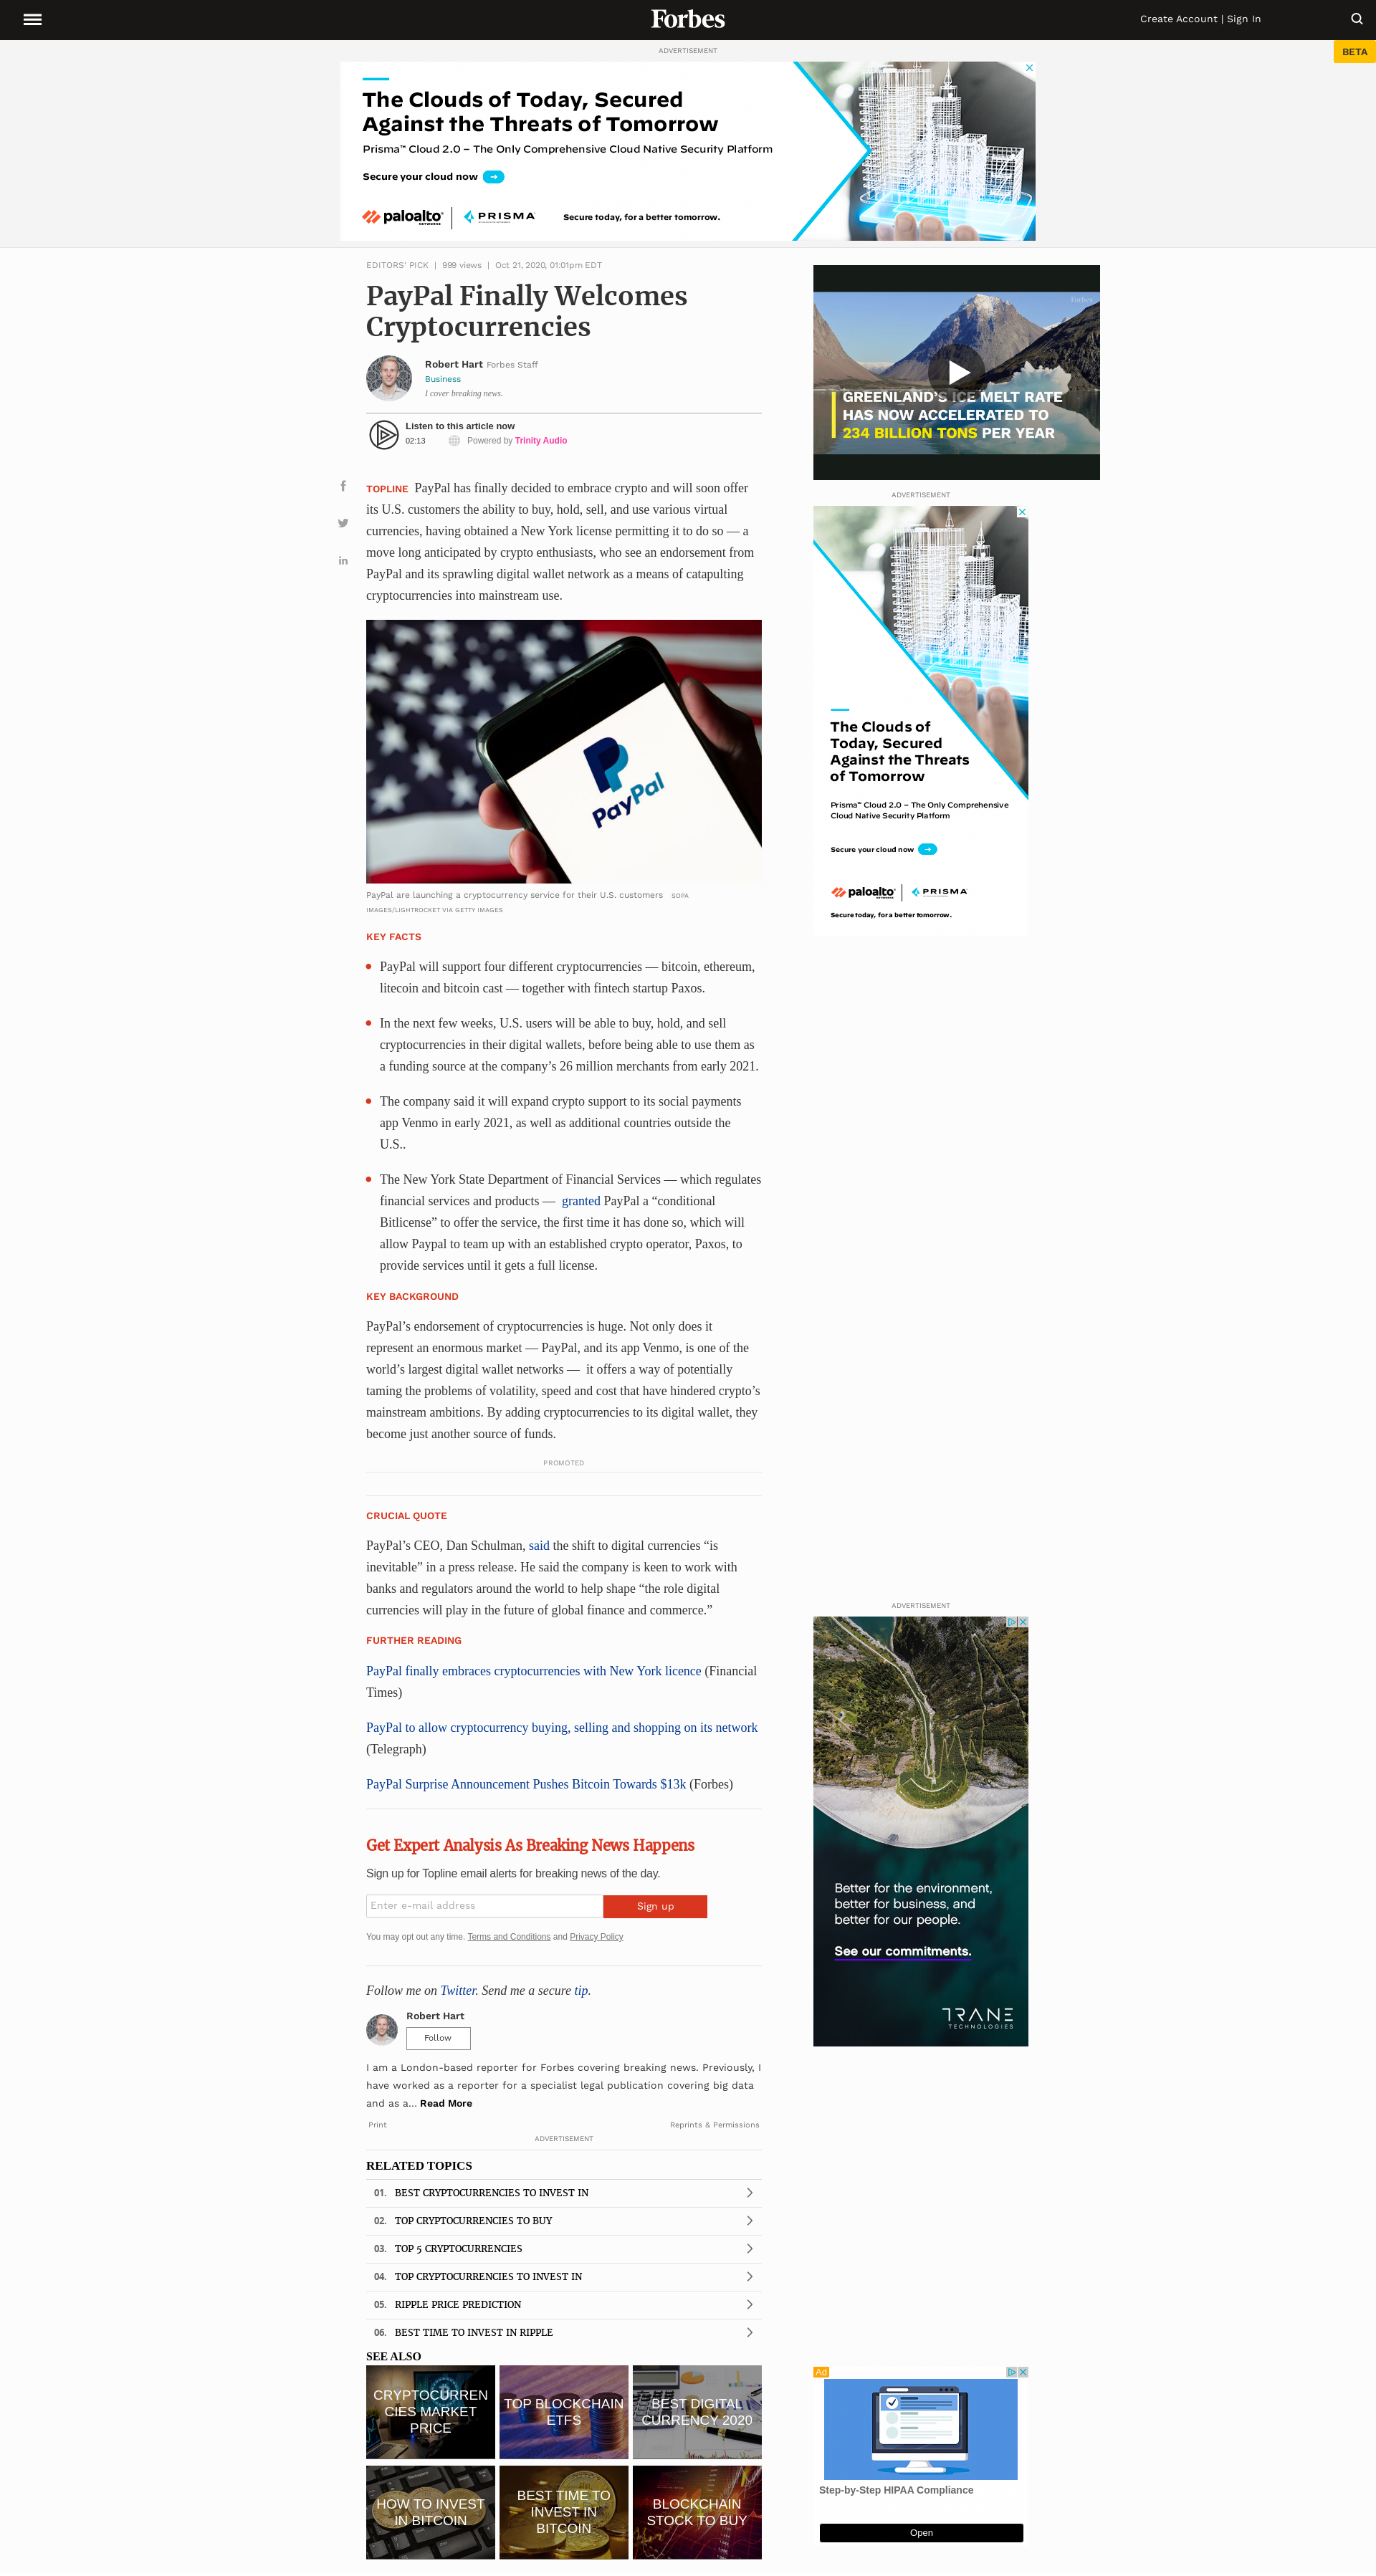 Forbes
Create Account | Sign In
BETA
ADVERTISEMENT
The Clouds of Today, Secured
Against the Threats of Tomorrow
Prisma™ Cloud 2.0 – The Only Comprehensive Cloud Native Security Platform
Secure your cloud now
paloalto
NETWORKS
PRISMA
Secure today, for a better tomorrow.
EDITORS' PICK | 999 views | Oct 21, 2020, 01:01pm EDT
PayPal Finally Welcomes
Cryptocurrencies
Robert Hart Forbes Staff
Business
I cover breaking news.
Listen to this article now
02:13 Powered by Trinity Audio
TOPLINE PayPal has finally decided to embrace crypto and will soon offer
its U.S. customers the ability to buy, hold, sell, and use various virtual
currencies, having obtained a New York license permitting it to do so — a
move long anticipated by crypto enthusiasts, who see an endorsement from
PayPal and its sprawling digital wallet network as a means of catapulting
cryptocurrencies into mainstream use.
PayPal
PayPal are launching a cryptocurrency service for their U.S. customers SOPA
IMAGES/LIGHTROCKET VIA GETTY IMAGES
KEY FACTS
PayPal will support four different cryptocurrencies — bitcoin, ethereum,
litecoin and bitcoin cast — together with fintech startup Paxos.
In the next few weeks, U.S. users will be able to buy, hold, and sell
cryptocurrencies in their digital wallets, before being able to use them as
a funding source at the company’s 26 million merchants from early 2021.
The company said it will expand crypto support to its social payments
app Venmo in early 2021, as well as additional countries outside the
U.S..
The New York State Department of Financial Services — which regulates
financial services and products — granted PayPal a “conditional
Bitlicense” to offer the service, the first time it has done so, which will
allow Paypal to team up with an established crypto operator, Paxos, to
provide services until it gets a full license.
KEY BACKGROUND
PayPal’s endorsement of cryptocurrencies is huge. Not only does it
represent an enormous market — PayPal, and its app Venmo, is one of the
world’s largest digital wallet networks — it offers a way of potentially
taming the problems of volatility, speed and cost that have hindered crypto’s
mainstream ambitions. By adding cryptocurrencies to its digital wallet, they
become just another source of funds.
PROMOTED
CRUCIAL QUOTE
PayPal’s CEO, Dan Schulman, said the shift to digital currencies “is
inevitable” in a press release. He said the company is keen to work with
banks and regulators around the world to help shape “the role digital
currencies will play in the future of global finance and commerce.”
FURTHER READING
PayPal finally embraces cryptocurrencies with New York licence (Financial
Times)
PayPal to allow cryptocurrency buying, selling and shopping on its network
(Telegraph)
PayPal Surprise Announcement Pushes Bitcoin Towards $13k (Forbes)
Get Expert Analysis As Breaking News Happens
Sign up for Topline email alerts for breaking news of the day.
Enter e-mail address
Sign up
You may opt out any time. Terms and Conditions and Privacy Policy
Follow me on Twitter. Send me a secure tip.
Robert Hart
Follow
I am a London-based reporter for Forbes covering breaking news. Previously, I
have worked as a reporter for a specialist legal publication covering big data
and as a... Read More
Print
Reprints & Permissions
ADVERTISEMENT
RELATED TOPICS
01. BEST CRYPTOCURRENCIES TO INVEST IN
02. TOP CRYPTOCURRENCIES TO BUY
03. TOP 5 CRYPTOCURRENCIES
04. TOP CRYPTOCURRENCIES TO INVEST IN
05. RIPPLE PRICE PREDICTION
06. BEST TIME TO INVEST IN RIPPLE
SEE ALSO
CRYPTOCURREN
CIES MARKET
PRICE
TOP BLOCKCHAIN
ETFS
BEST DIGITAL
CURRENCY 2020
HOW TO INVEST
IN BITCOIN
BEST TIME TO
INVEST IN
BITCOIN
BLOCKCHAIN
STOCK TO BUY
Forbes
GREENLAND'S ICE MELT RATE
HAS NOW ACCELERATED TO
234 BILLION TONS PER YEAR
ADVERTISEMENT
The Clouds of
Today, Secured
Against the Threats
of Tomorrow
Prisma™ Cloud 2.0 – The Only Comprehensive
Cloud Native Security Platform
Secure your cloud now
paloalto
NETWORKS
PRISMA
Secure today, for a better tomorrow.
ADVERTISEMENT
Better for the environment,
better for business, and
better for our people.
See our commitments.
TRANE
TECHNOLOGIES
Ad
Step-by-Step HIPAA Compliance
Open